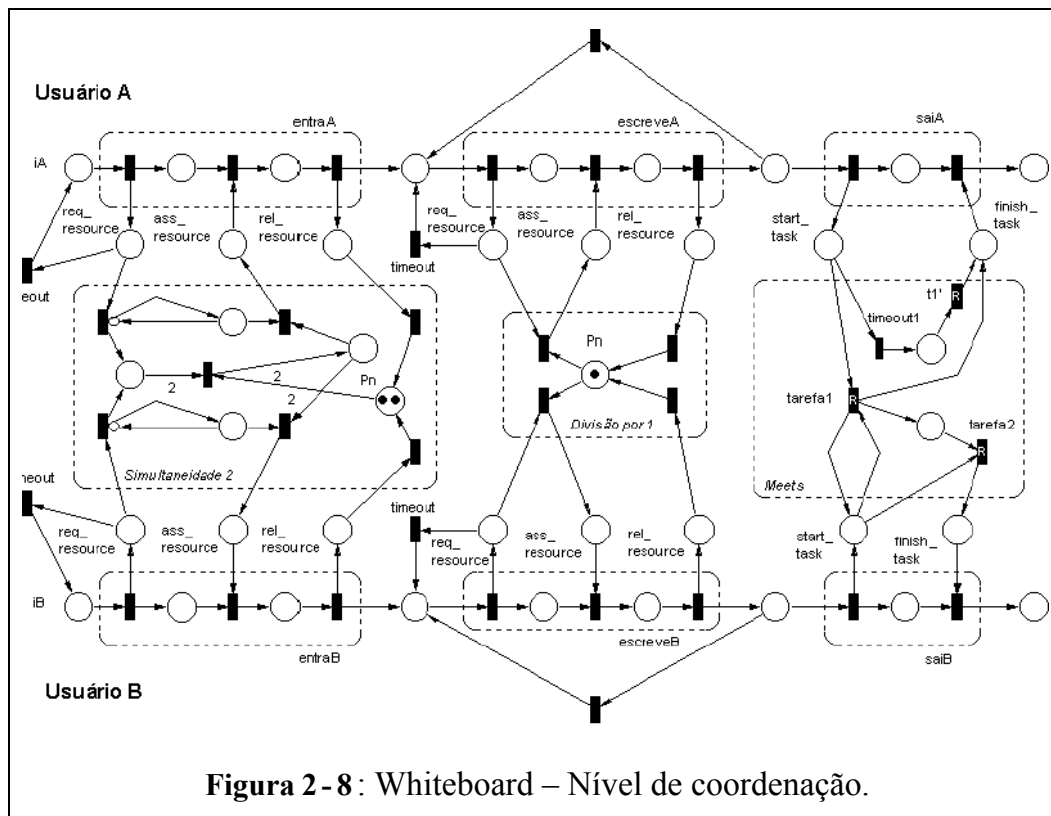 Usuário A
entraA
escreveA
saiA
iA
req_
resource
ass_
resource
rel_
resource
req_
resource
ass_
resource
rel_
resource
start_
task
finish_
task
timeout
eout
t1'
R
timeout1
Pn
Pn
2
2
2
tarefa1
R
tarefa2
R
Divisão por 1
Simultaneidade 2
Meets
neout
timeout
req_
resource
ass_
resource
rel_
resource
req_
resource
ass_
resource
rel_
resource
start_
task
finish_
task
iB
entraB
escreveB
saiB
Usuário B
Figura 2-8: Whiteboard – Nível de coordenação.